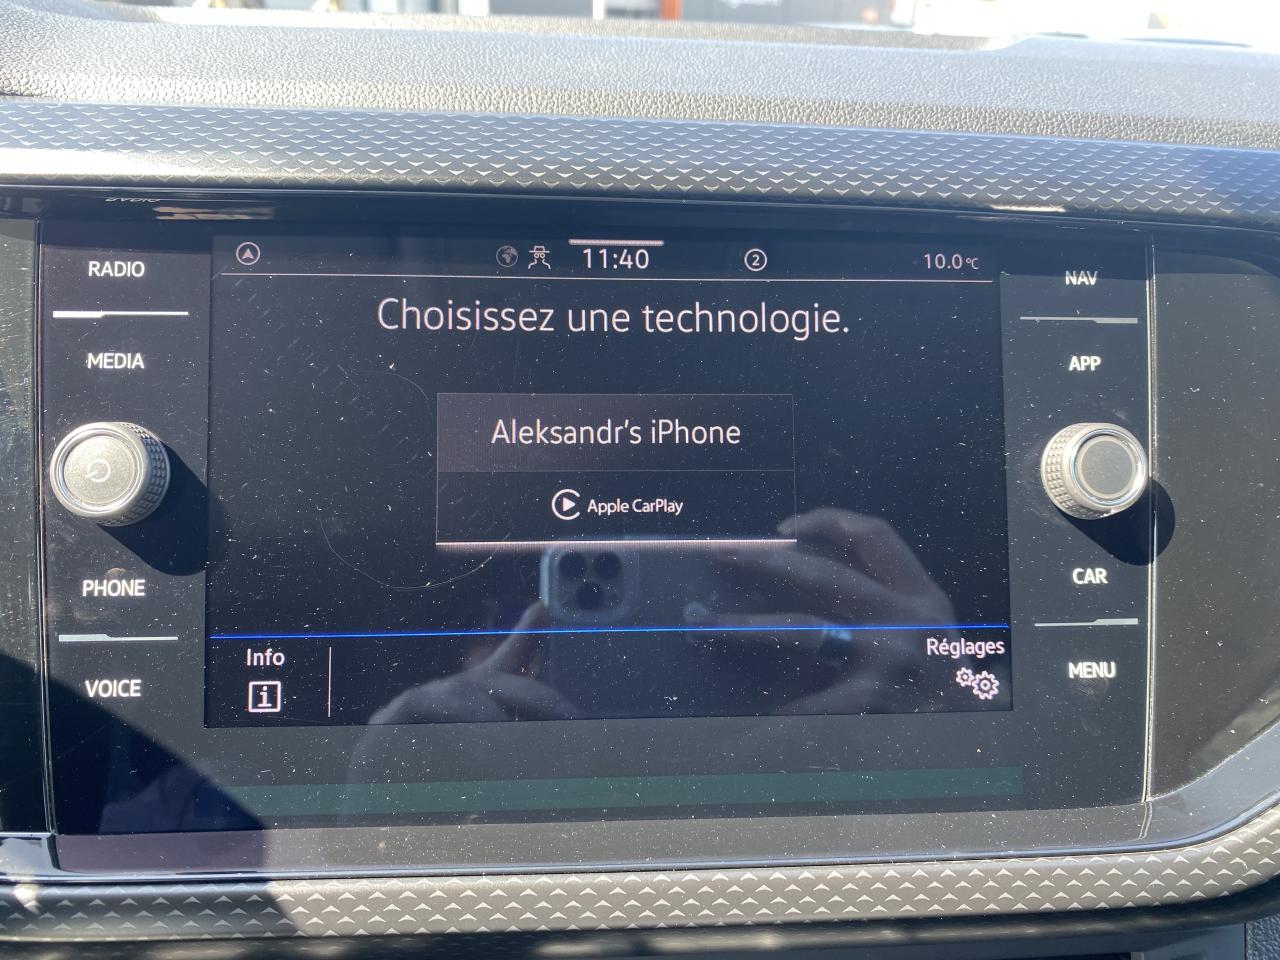 RADIO
MEDIA
PHONE
VOICE
11:40
2
10.0°C
Choisissez une technologie.
Aleksandr's iPhone
Apple CarPlay
Info
i
Réglages
NAV
APP
CAR
MENU